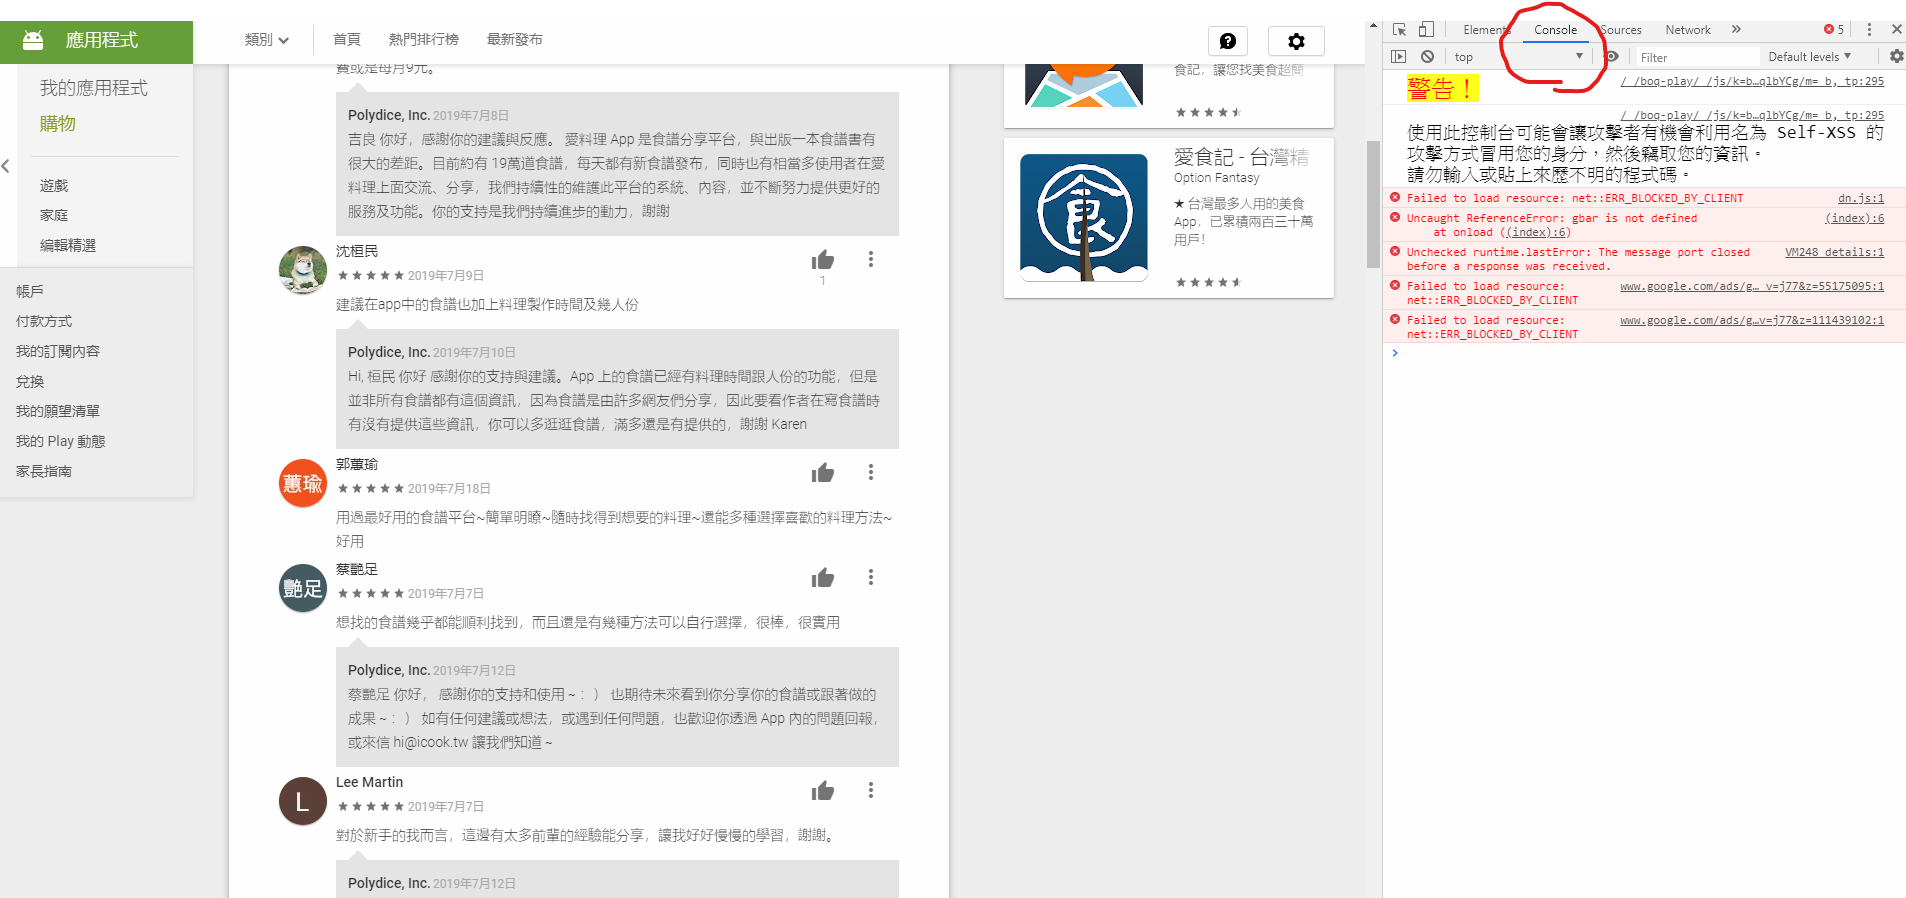 應用程式
類別
首頁
熱門排行榜
最新發布
我的應用程式
購物
遊戲
家庭
編輯精選
帳戶
付款方式
我的訂閱內容
兌換
我的願望清單
我的 Play 動態
家長指南
費或是每月9元。
Polydice, Inc. 2019年7月8日
吉良 你好，感謝你的建議與反應。 愛料理 App 是食譜分享平台，與出版一本食譜書有
很大的差距。目前約有 19萬道食譜，每天都有新食譜發布，同時也有相當多使用者在愛
料理上面交流、分享，我們持續性的維護此平台的系統、內容，並不斷努力提供更好的
服務及功能。你的支持是我們持續進步的動力，謝謝
沈桓民
★★★★★ 2019年7月9日
1
建議在app中的食譜也加上料理製作時間及幾人份
Polydice, Inc. 2019年7月10日
Hi, 桓民 你好 感謝你的支持與建議。App 上的食譜已經有料理時間跟人份的功能，但是
並非所有食譜都有這個資訊，因為食譜是由許多網友們分享，因此要看作者在寫食譜時
有沒有提供這些資訊，你可以多逛逛食譜，滿多還是有提供的，謝謝 Karen
蕙瑜
郭蕙瑜
★★★★★ 2019年7月18日
用過最好用的食譜平台~簡單明瞭~隨時找得到想要的料理~還能多種選擇喜歡的料理方法~
好用
艷足
蔡艷足
★★★★★ 2019年7月7日
想找的食譜幾乎都能順利找到，而且還是有幾種方法可以自行選擇，很棒，很實用
Polydice, Inc. 2019年7月12日
蔡艷足 你好， 感謝你的支持和使用 ~ : ） 也期待未來看到你分享你的食譜或跟著做的
成果 ~ : ） 如有任何建議或想法，或遇到任何問題，也歡迎你透過 App 內的問題回報，
或來信 hi@icook.tw 讓我們知道 ~
L
Lee Martin
★★★★★ 2019年7月7日
對於新手的我而言，這邊有太多前輩的經驗能分享，讓我好好慢慢的學習，謝謝。
Polydice, Inc. 2019年7月12日
食記，讓您找美食超簡
食
愛食記 - 台灣精
Option Fantasy
★ 台灣最多人用的美食
App，已累積兩百三十萬
用戶！
Elements
Console
Sources
Network
»
5
top
Filter
Default levels
警告！
/_/boq-play/_/js/k=b…qlbYCg/m=_b,_tp:295
/_/boq-play/_/js/k=b…qlbYCg/m=_b,_tp:295
使用此控制台可能會讓攻擊者有機會利用名為 Self-XSS 的
攻擊方式冒用您的身分，然後竊取您的資訊。
請勿輸入或貼上來歷不明的程式碼。
Failed to load resource: net::ERR_BLOCKED_BY_CLIENT dn.js:1
Uncaught ReferenceError: gbar is not defined (index):6
at onload ((index):6)
Unchecked runtime.lastError: The message port closed VM248 details:1
before a response was received.
Failed to load resource: www.google.com/ads/g…_v=j77&z=55175095:1
net::ERR_BLOCKED_BY_CLIENT
Failed to load resource: www.google.com/ads/g…v=j77&z=111439102:1
net::ERR_BLOCKED_BY_CLIENT